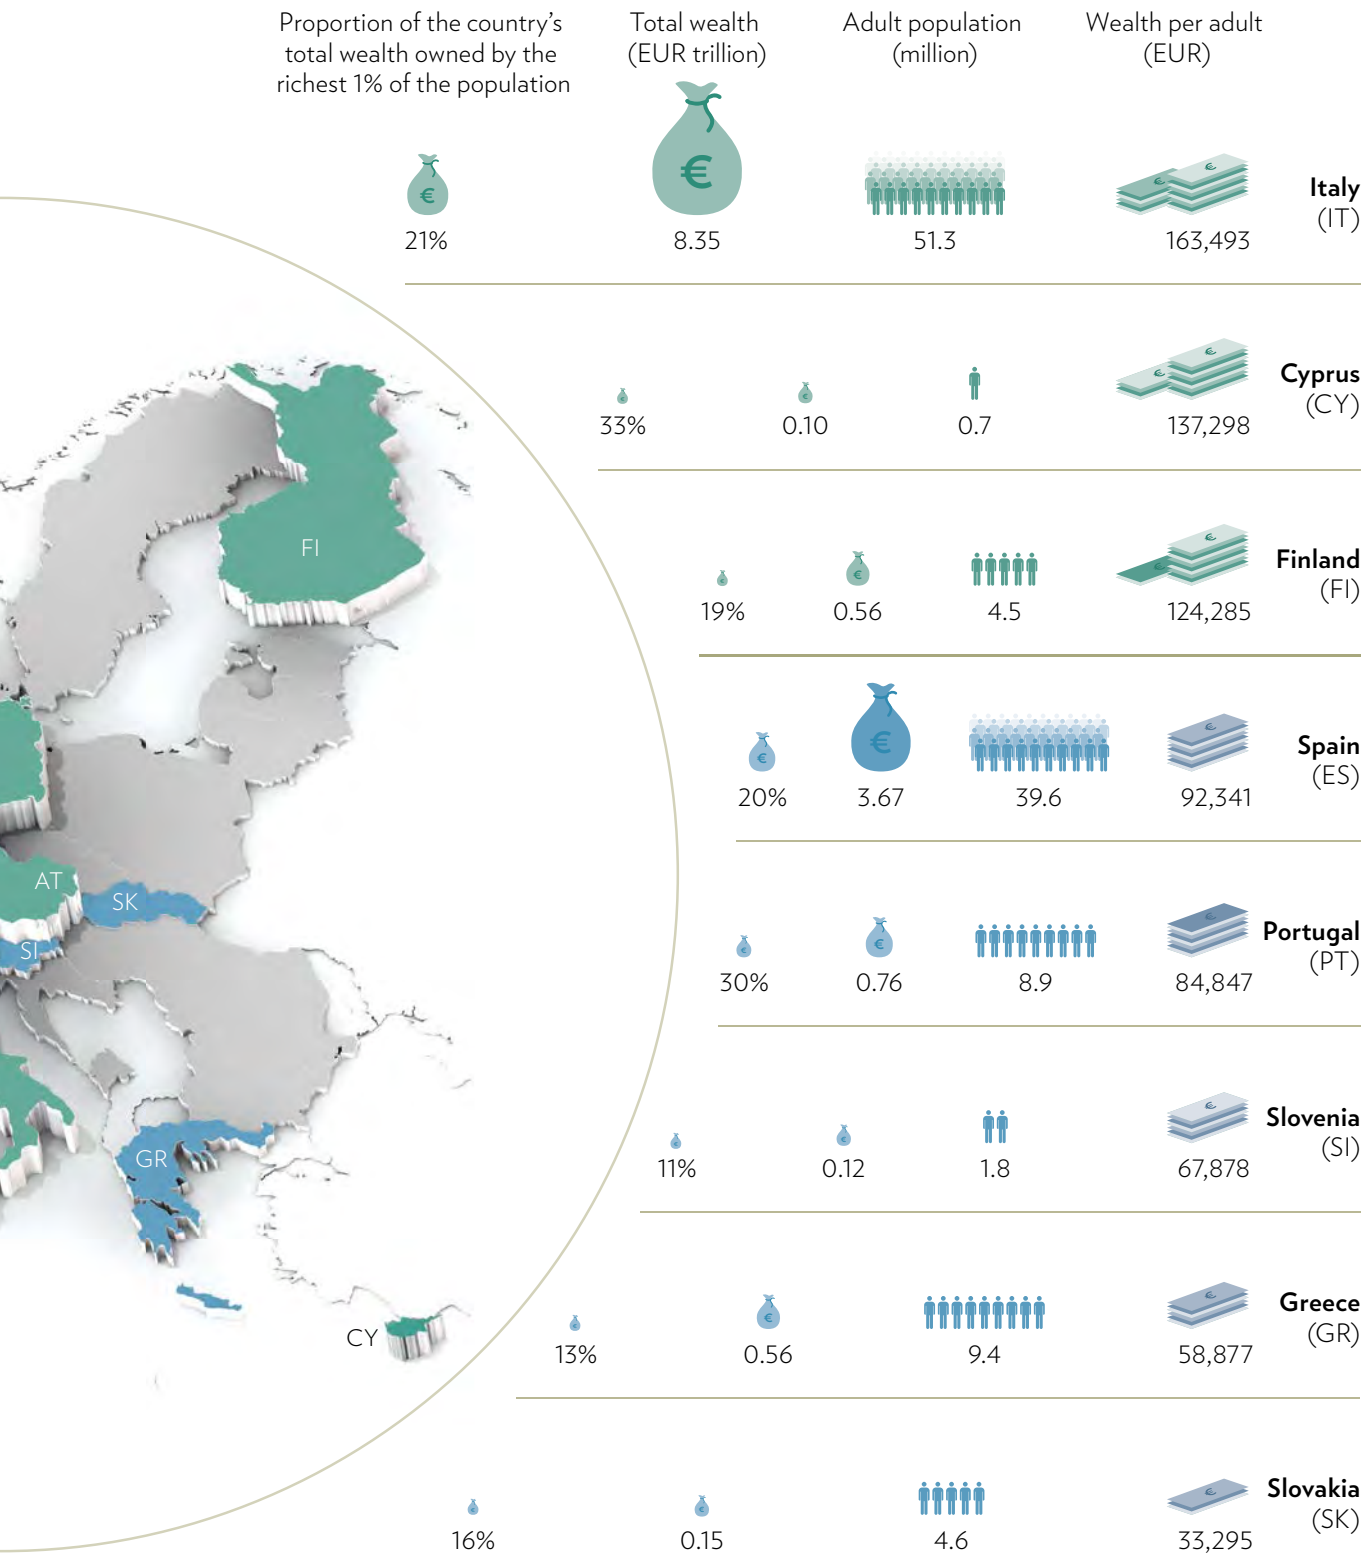 Proportion of the country's
total wealth owned by the
richest 1% of the population
Total wealth
(EUR trillion)
Adult population
(million)
Wealth per adult
(EUR)
€
€
€
€
21%
8.35
51.3
163,493
Italy
(IT)
€
€
€
€
33%
0.10
0.7
137,298
Cyprus
(CY)
€
€
€
€
19%
0.56
4.5
124,285
Finland
(FI)
€
€
€
20%
3.67
39.6
92,341
Spain
(ES)
€
€
€
30%
0.76
8.9
84,847
Portugal
(PT)
€
€
€
11%
0.12
1.8
67,878
Slovenia
(SI)
€
€
€
13%
0.56
9.4
58,877
Greece
(GR)
€
€
€
16%
0.15
4.6
33,295
Slovakia
(SK)
FI
AT
SK
SI
GR
CY